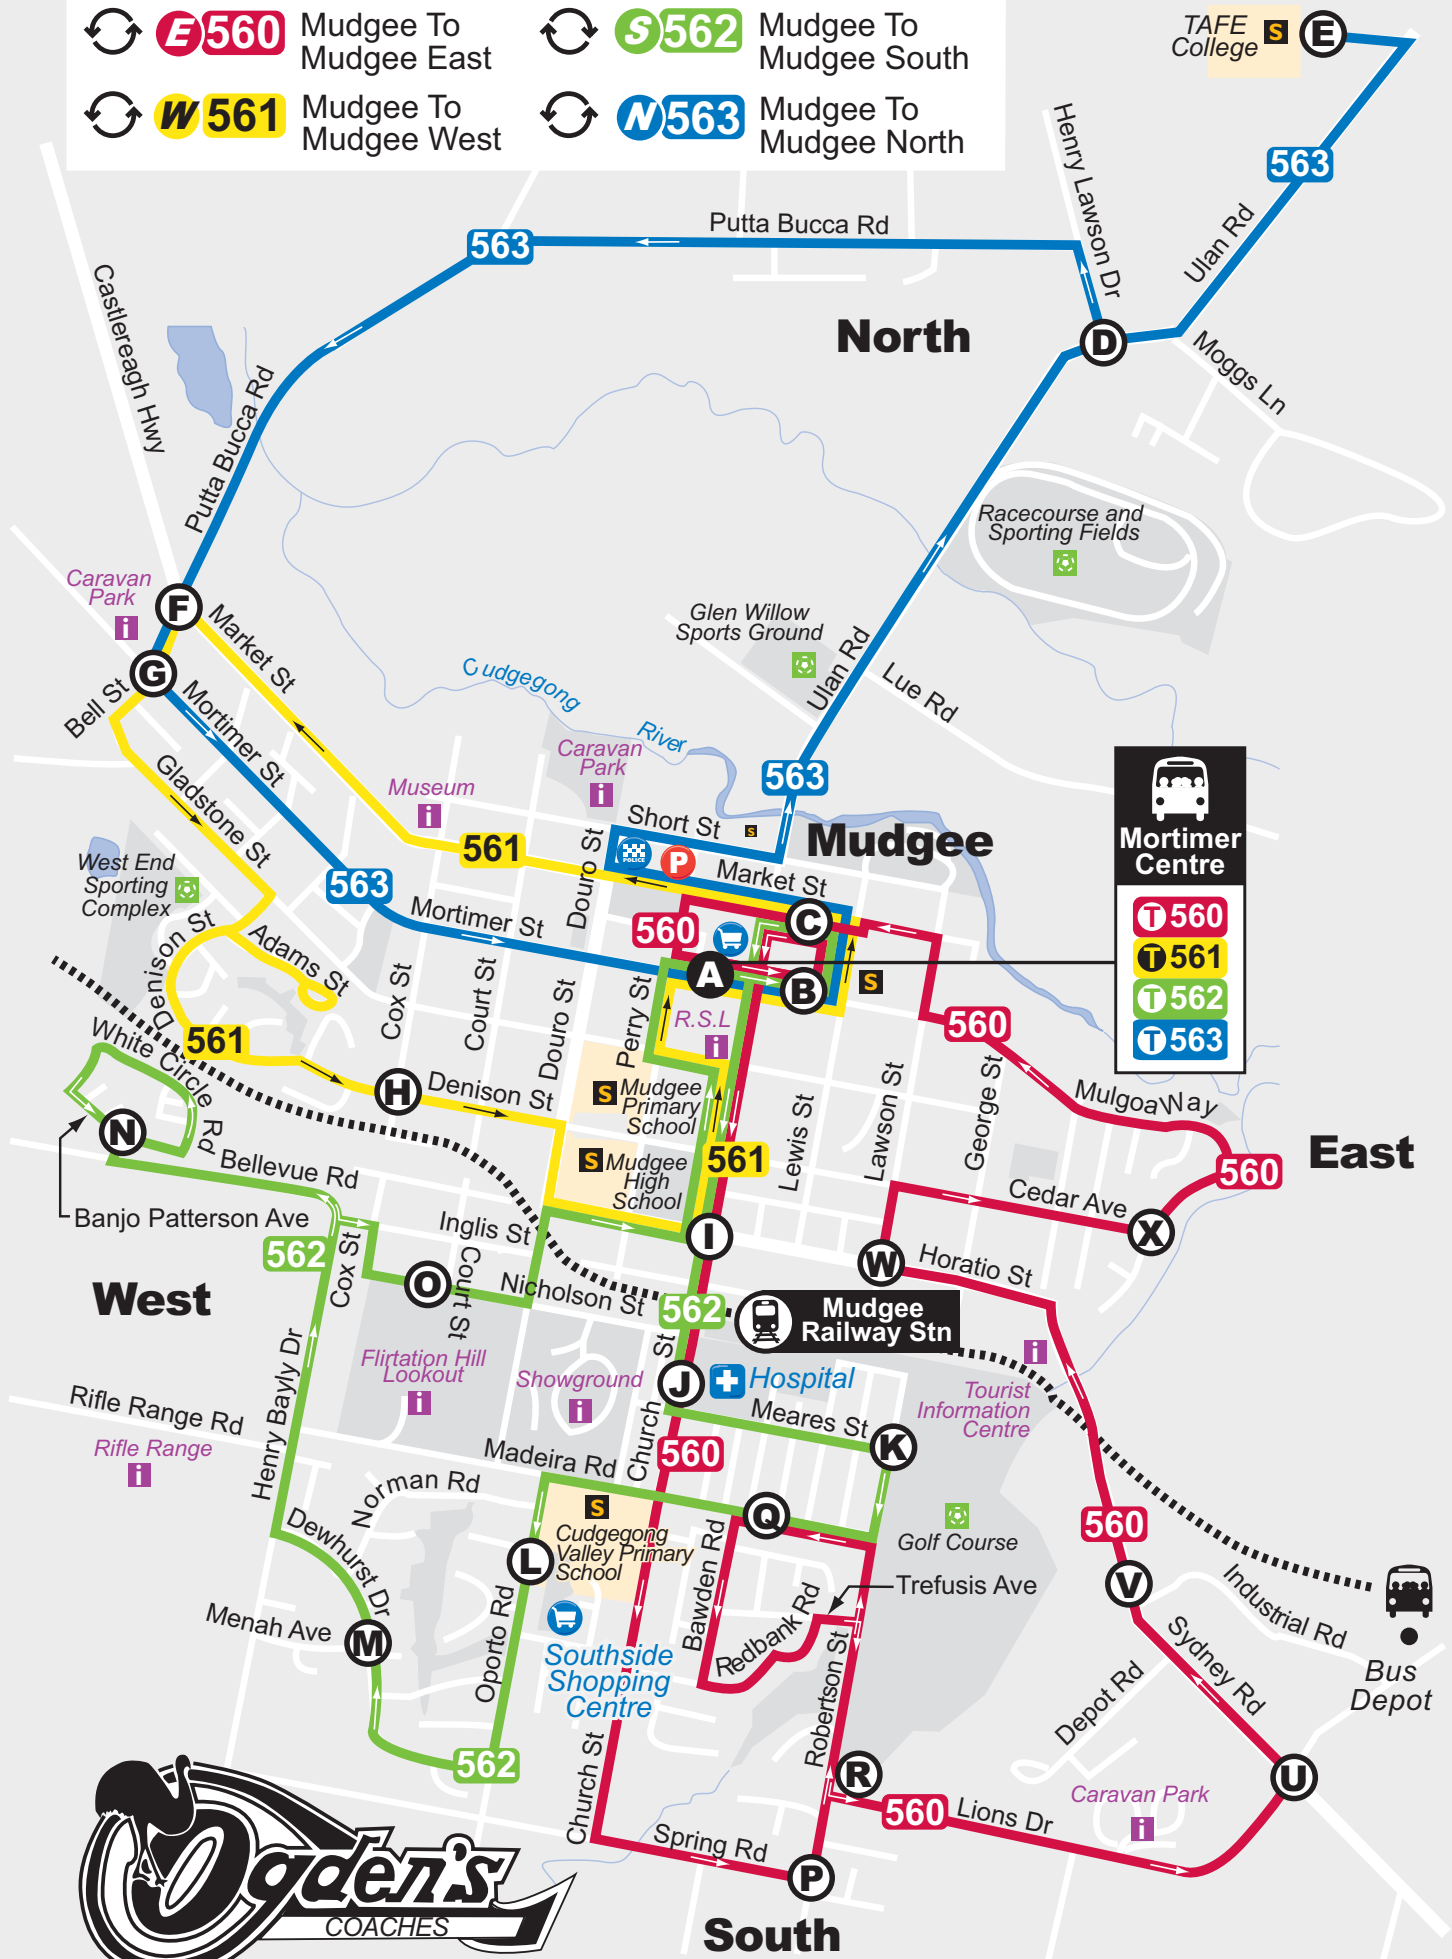 E 560 Mudgee To
Mudgee East
S 562 Mudgee To
Mudgee South
W 561 Mudgee To
Mudgee West
N 563 Mudgee To
Mudgee North
TAFE
College
S
E
563
Henry Lawson Dr
Ulan Rd
Putta Bucca Rd
563
Castlereagh Hwy
North
D
Moggs Ln
Putta Bucca Rd
Racecourse and
Sporting Fields
Caravan
Park
i
F
Market St
Glen Willow
Sports Ground
Ulan Rd
Lue Rd
G
Bell St
Mortimer St
Cudgegong
River
Gladstone St
Museum
i
Caravan
Park
i
563
Short St
S
Mudgee
Mortimer
Centre
T 560
T 561
T 562
T 563
561
POLICE
P
Market St
Douro St
West End
Sporting
Complex
563
Mortimer St
560
C
A
B
S
Denison St
Adams St
Cox St
Court St
Douro St
Perry St
R.S.L
i
560
561
White Circle
Rd
H
Denison St
S
Mudgee
Primary
School
Lewis St
Lawson St
George St
Mulgoa Way
N
Bellevue Rd
S
Mudgee
High
School
561
560
East
Banjo Patterson Ave
Inglis St
I
Cedar Ave
X
562
Cox St
O
Court St
Nicholson St
562
W
Horatio St
West
Mudgee
Railway Stn
Henry Bayly Dr
Flirtation Hill
Lookout
i
Showground
i
Church St
J
Hospital
i
Tourist
Information
Centre
Rifle Range Rd
Rifle Range
i
Meares St
K
Madeira Rd
560
Norman Rd
S
Cudgegong
Valley Primary
School
Q
Golf Course
560
Dewhurst Dr
L
Bawden Rd
Trefusis Ave
V
Industrial Rd
Menah Ave
M
Oporto Rd
Southside
Shopping
Centre
Redbank Rd
Robertson St
Sydney Rd
Depot Rd
Bus
Depot
562
Church St
R
560
Lions Dr
Caravan Park
i
U
Spring Rd
P
South
Ogden's
COACHES